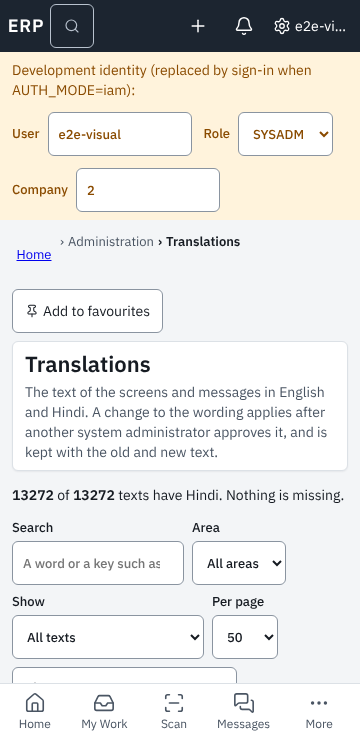 ERP
e2e-vi...
Development identity (replaced by sign-in when
AUTH_MODE=iam):
User e2e-visual Role SYSADM
Company 2
Home › Administration › Translations
Add to favourites
Translations
The text of the screens and messages in English
and Hindi. A change to the wording applies after
another system administrator approves it, and is
kept with the old and new text.
13272 of 13272 texts have Hindi. Nothing is missing.
Search Area
A word or a key such as All areas
Show Per page
All texts 50
Home My Work Scan Messages More